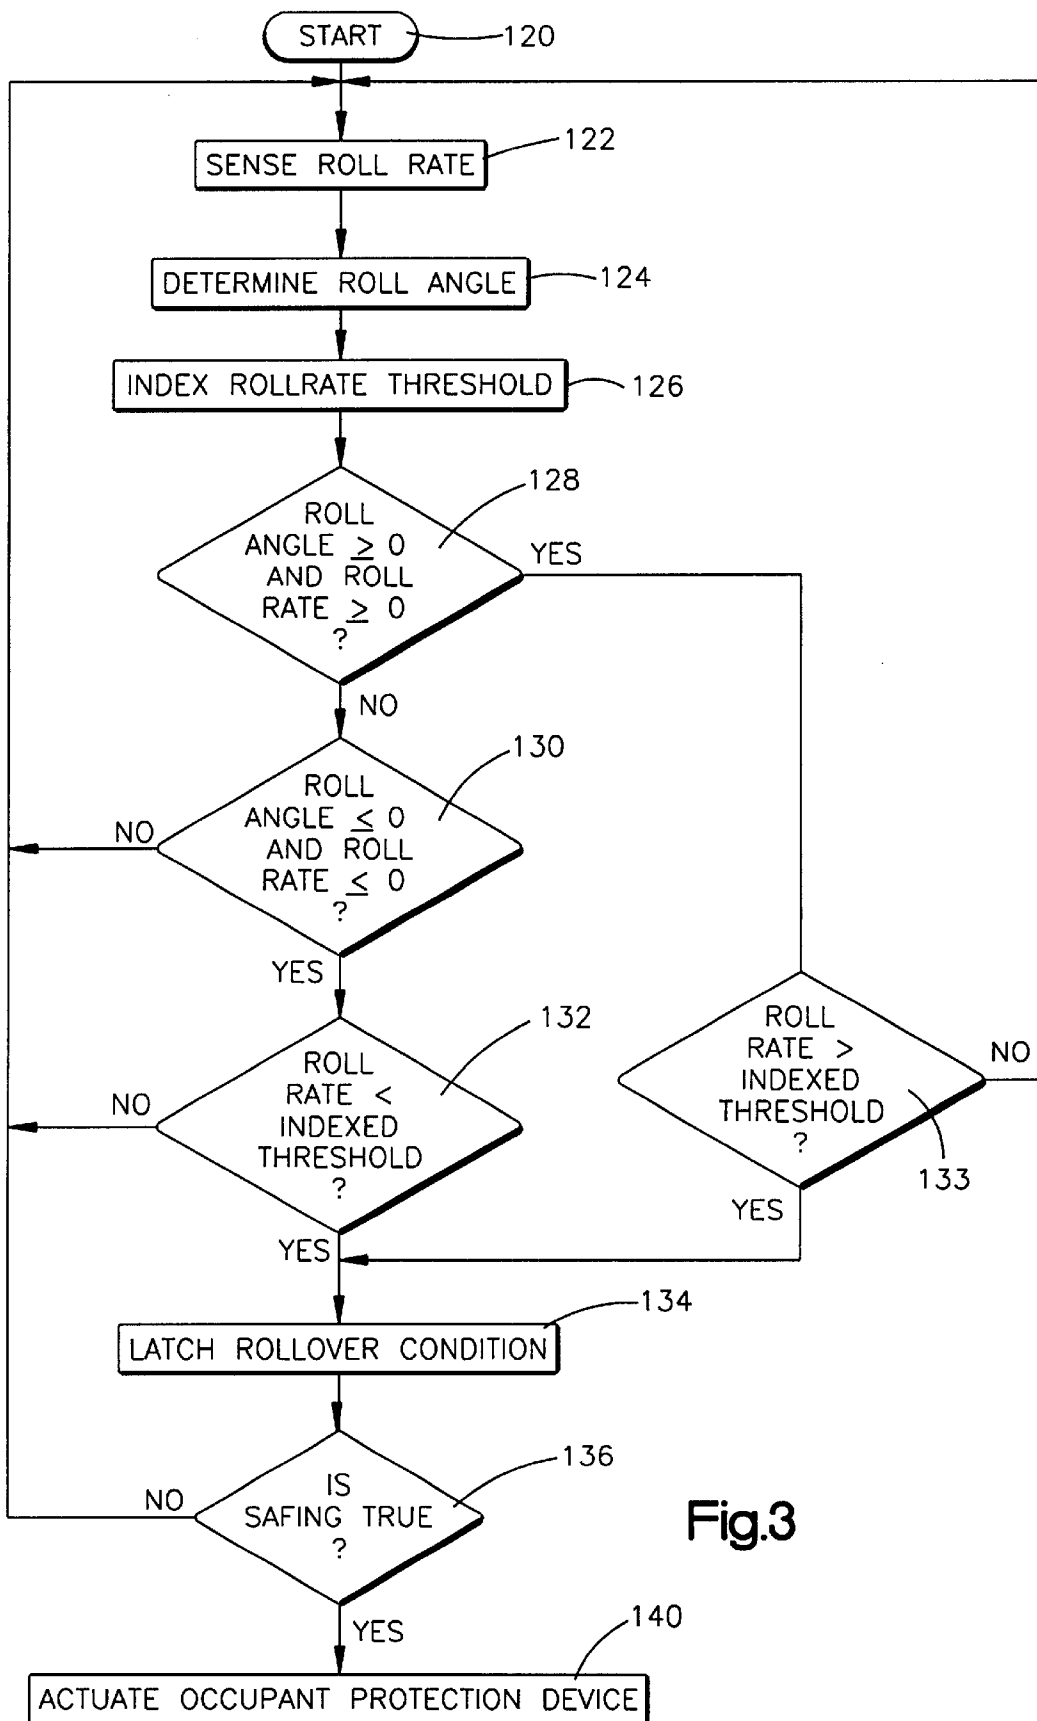 START
120
SENSE ROLL RATE
122
DETERMINE ROLL ANGLE
124
INDEX ROLLRATE THRESHOLD
126
128
ROLL
ANGLE ≥ 0
AND ROLL
RATE ≥ 0
?
YES
NO
130
ROLL
ANGLE ≤ 0
AND ROLL
RATE ≤ 0
?
NO
YES
132
ROLL
RATE <
INDEXED
THRESHOLD
?
NO
YES
ROLL
RATE >
INDEXED
THRESHOLD
?
NO
133
YES
134
LATCH ROLLOVER CONDITION
136
IS
SAFING TRUE
?
NO
YES
Fig.3
140
ACTUATE OCCUPANT PROTECTION DEVICE